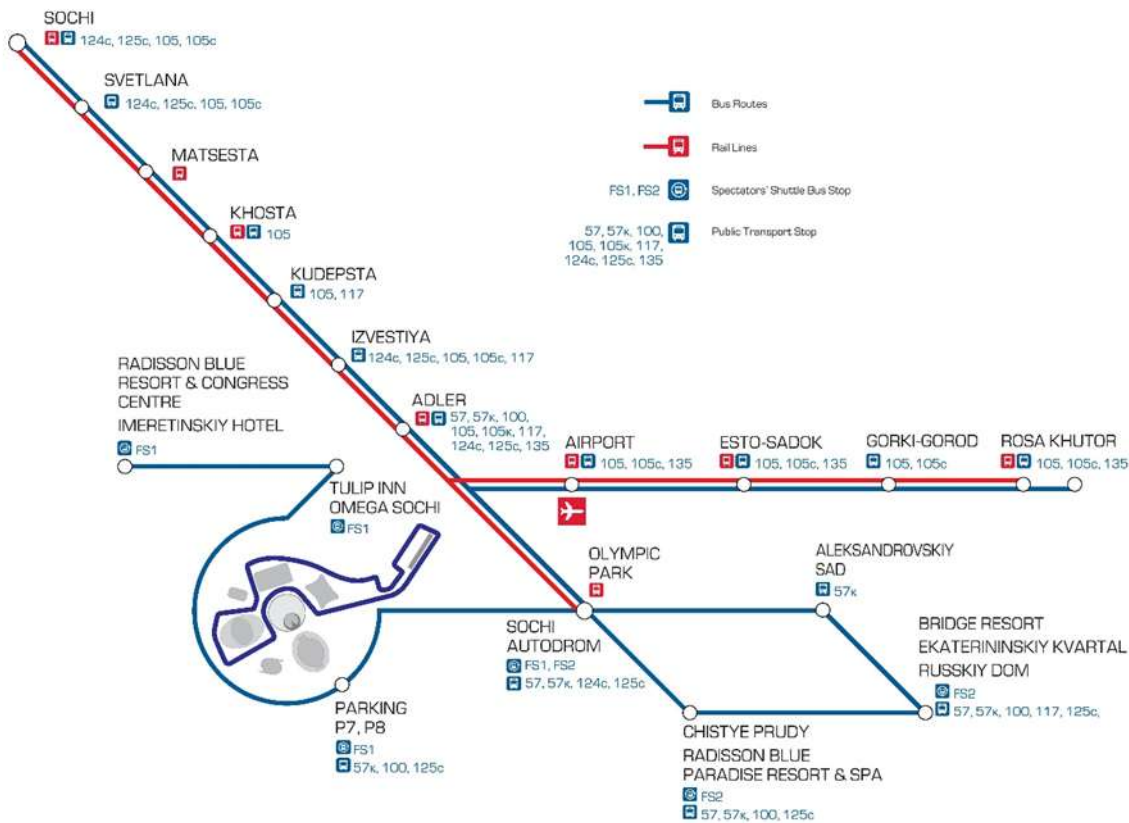 SOCHI
124c, 125c, 105, 105c
SVETLANA
124c, 125c, 105, 105c
MATSESTA
KHOSTA
105
KUDEPSTA
105, 117
IZVESTIYA
124c, 125c, 105, 105c, 117
ADLER
57, 57к, 100,
105, 105к, 117,
124c, 125c, 135
Bus Routes
Rail Lines
FS1, FS2 Spectators' Shuttle Bus Stop
57, 57к, 100,
105, 105к, 117,
124c, 125c, 135
Public Transport Stop
RADISSON BLUE
RESORT & CONGRESS
CENTRE
IMERETINSKIY HOTEL
FS1
TULIP INN
OMEGA SOCHI
FS1
AIRPORT
105, 105c, 135
ESTO-SADOK
105, 105c, 135
GORKI-GOROD
105, 105c
ROSA KHUTOR
105, 105c, 135
OLYMPIC
PARK
ALEKSANDROVSKIY
SAD
57к
SOCHI
AUTODROM
FS1, FS2
57, 57к, 124c, 125c
BRIDGE RESORT
EKATERININSKIY KVARTAL
RUSSKIY DOM
FS2
57, 57к, 100, 117, 125c,
PARKING
P7, P8
FS1
57к, 100, 125c
CHISTYE PRUDY
RADISSON BLUE
PARADISE RESORT & SPA
FS2
57, 57к, 100, 125c